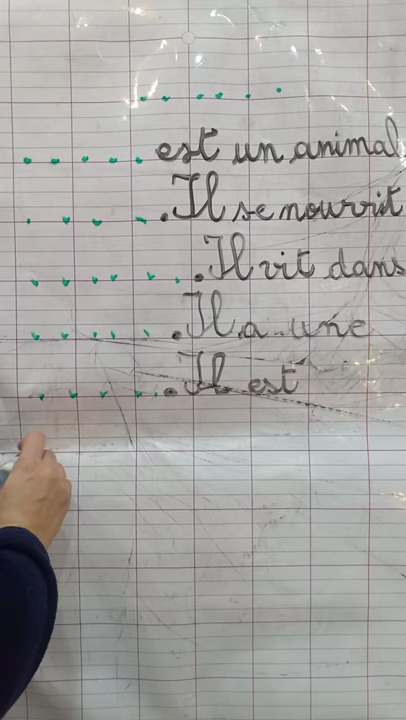 . . . . . .
. . . . . est un animal
. . . . .Il se nourrit
. . . . . . .Il vit dans
. . . . . .Il a une
. . . . . .Il est